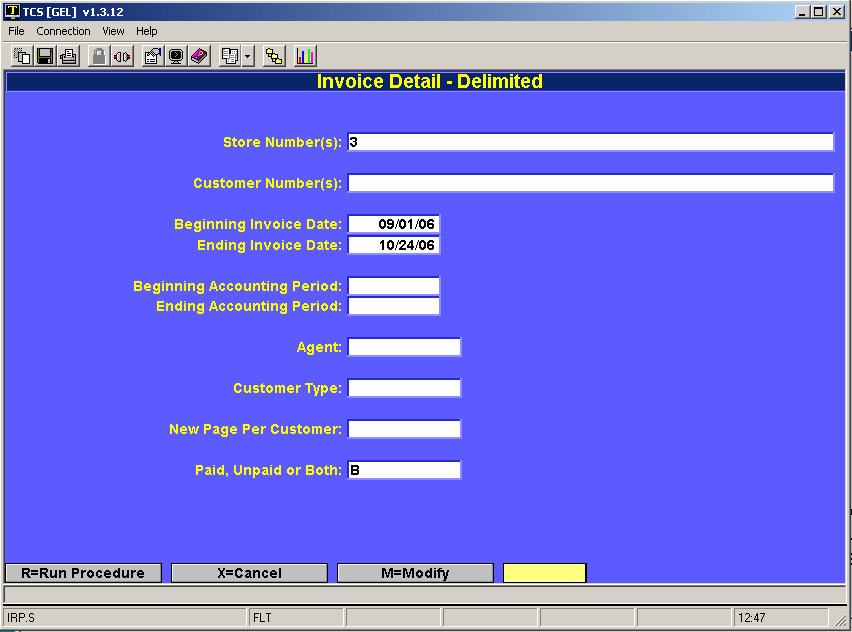 TCS [GEL] v1.3.12
File Connection View Help
Invoice Detail - Delimited
Store Number(s): 3
Customer Number(s):
Beginning Invoice Date: 09/01/06
Ending Invoice Date: 10/24/06
Beginning Accounting Period:
Ending Accounting Period:
Agent:
Customer Type:
New Page Per Customer:
Paid, Unpaid or Both: B
R=Run Procedure X=Cancel M=Modify
IRP.S FLT 12:47